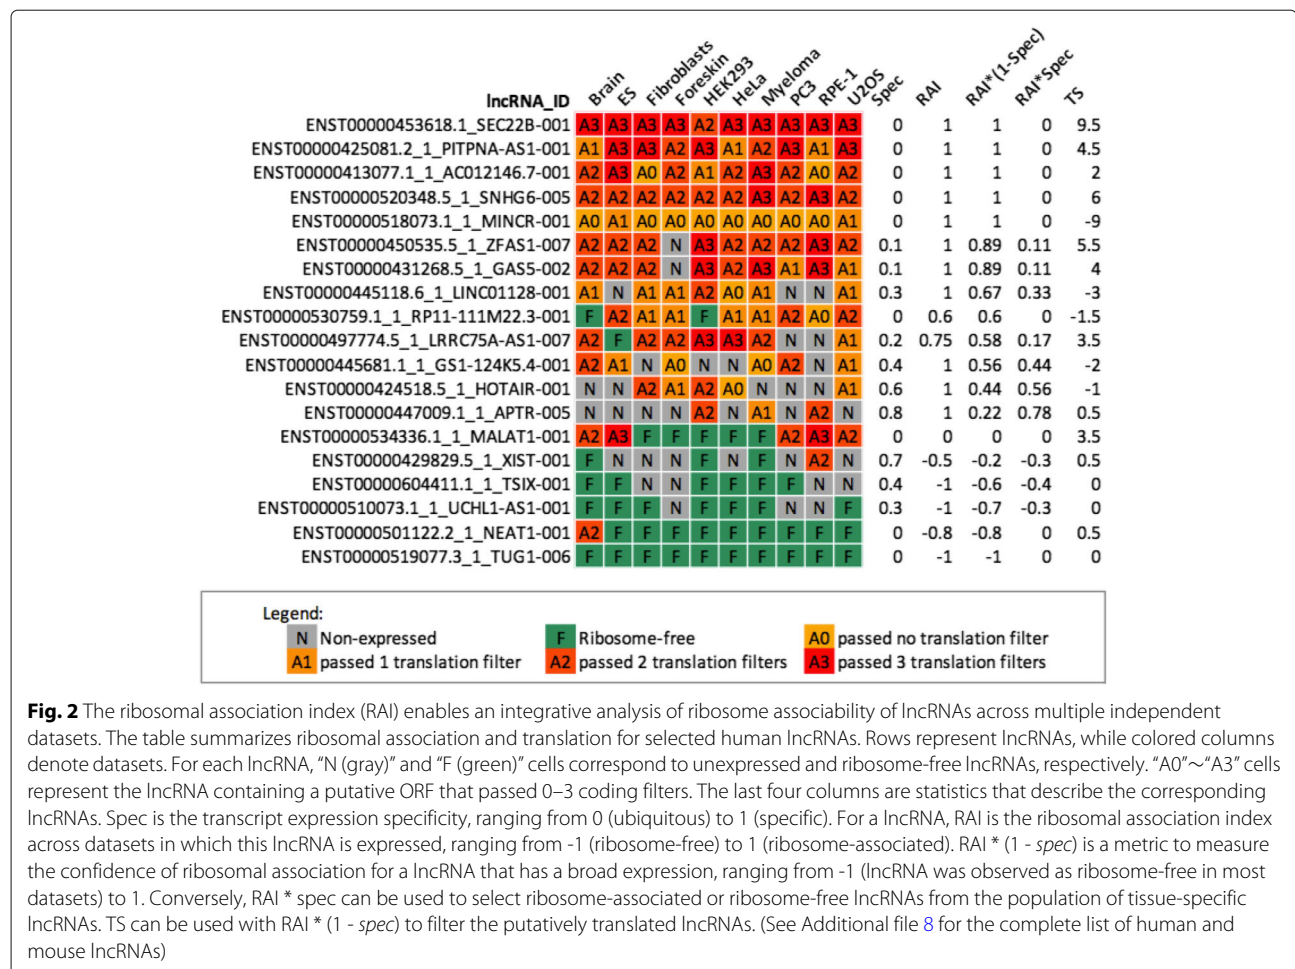 lncRNA_ID Brain ES Fibroblasts Foreskin HEK293 HeLa Myeloma PC3 RPE-1 U2OS Spec RAI RAI*(1-Spec) RAI*Spec TS
ENST00000453618.1_SEC22B-001 A3 A3 A3 A3 A2 A3 A3 A3 A3 A3 0 1 1 0 9.5
ENST00000425081.2_1_PITPNA-AS1-001 A1 A3 A3 A2 A3 A1 A2 A3 A1 A3 0 1 1 0 4.5
ENST00000413077.1_1_AC012146.7-001 A2 A3 A0 A2 A1 A2 A3 A2 A0 A2 0 1 1 0 2
ENST00000520348.5_1_SNHG6-005 A2 A2 A2 A2 A2 A2 A3 A2 A3 A2 0 1 1 0 6
ENST00000518073.1_1_MINCR-001 A0 A1 A0 A0 A0 A0 A0 A0 A0 A1 0 1 1 0 -9
ENST00000450535.5_1_ZFAS1-007 A2 A2 A2 N A3 A2 A2 A2 A3 A2 0.1 1 0.89 0.11 5.5
ENST00000431268.5_1_GAS5-002 A2 A2 A2 N A3 A2 A3 A1 A3 A1 0.1 1 0.89 0.11 4
ENST00000445118.6_1_LINC01128-001 A1 N A1 A1 A2 A0 A1 N N A1 0.3 1 0.67 0.33 -3
ENST00000530759.1_1_RP11-111M22.3-001 F A2 A1 A1 F A1 A1 A2 A0 A2 0 0.6 0.6 0 -1.5
ENST00000497774.5_1_LRRC75A-AS1-007 A2 F A2 A2 A3 A3 A2 N N A1 0.2 0.75 0.58 0.17 3.5
ENST00000445681.1_1_GS1-124K5.4-001 A2 A1 N A0 N N A0 A2 N A1 0.4 1 0.56 0.44 -2
ENST00000424518.5_1_HOTAIR-001 N N A2 A1 A2 A0 N N N A1 0.6 1 0.44 0.56 -1
ENST00000447009.1_1_APTR-005 N N N N A2 N A1 N A2 N 0.8 1 0.22 0.78 0.5
ENST00000534336.1_1_MALAT1-001 A2 A3 F F F F F A2 A3 A2 0 0 0 0 3.5
ENST00000429829.5_1_XIST-001 F N N N F N F N A2 N 0.7 -0.5 -0.2 -0.3 0.5
ENST00000604411.1_1_TSIX-001 F F N N F F F F N N 0.4 -1 -0.6 -0.4 0
ENST00000510073.1_1_UCHL1-AS1-001 F F F N F F F N N F 0.3 -1 -0.7 -0.3 0
ENST00000501122.2_1_NEAT1-001 A2 F F F F F F F F F 0 -0.8 -0.8 0 0.5
ENST00000519077.3_1_TUG1-006 F F F F F F F F F F 0 -1 -1 0 0
Legend:
N Non-expressed F Ribosome-free A0 passed no translation filter
A1 passed 1 translation filter A2 passed 2 translation filters A3 passed 3 translation filters
Fig. 2 The ribosomal association index (RAI) enables an integrative analysis of ribosome associability of lncRNAs across multiple independent
datasets. The table summarizes ribosomal association and translation for selected human lncRNAs. Rows represent lncRNAs, while colored columns
denote datasets. For each lncRNA, “N (gray)” and “F (green)” cells correspond to unexpressed and ribosome-free lncRNAs, respectively. “A0”∼“A3” cells
represent the lncRNA containing a putative ORF that passed 0–3 coding filters. The last four columns are statistics that describe the corresponding
lncRNAs. Spec is the transcript expression specificity, ranging from 0 (ubiquitous) to 1 (specific). For a lncRNA, RAI is the ribosomal association index
across datasets in which this lncRNA is expressed, ranging from -1 (ribosome-free) to 1 (ribosome-associated). RAI * (1 - spec) is a metric to measure
the confidence of ribosomal association for a lncRNA that has a broad expression, ranging from -1 (lncRNA was observed as ribosome-free in most
datasets) to 1. Conversely, RAI * spec can be used to select ribosome-associated or ribosome-free lncRNAs from the population of tissue-specific
lncRNAs. TS can be used with RAI * (1 - spec) to filter the putatively translated lncRNAs. (See Additional file 8 for the complete list of human and
mouse lncRNAs)